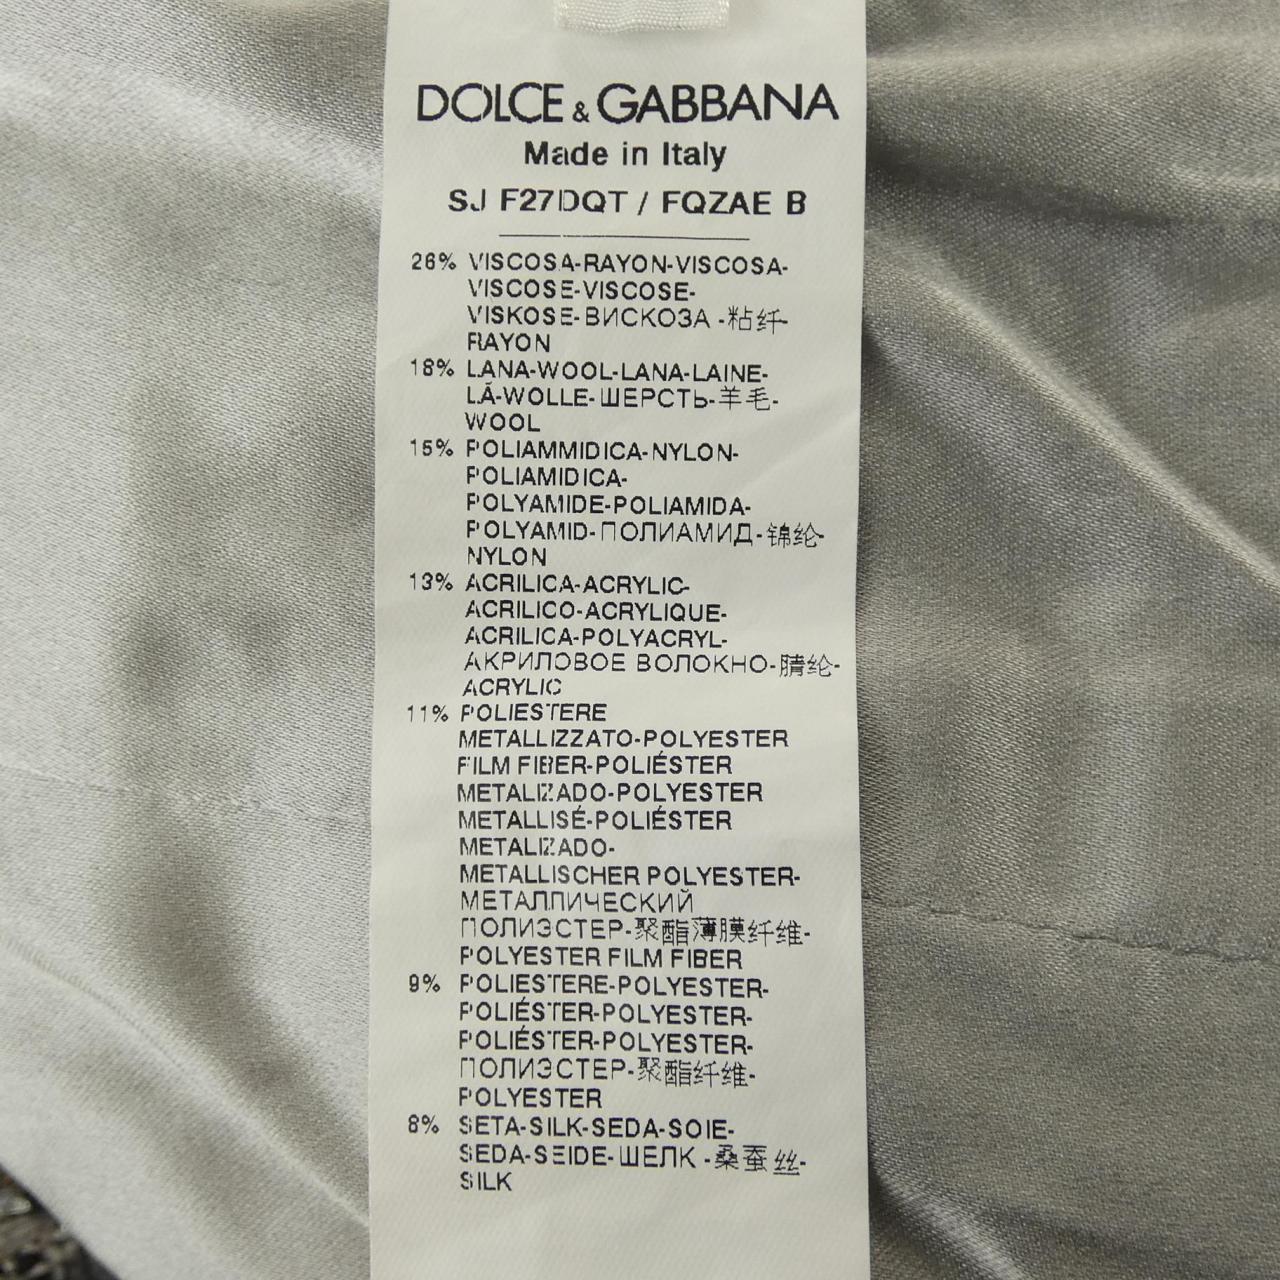 DOLCE & GABBANA
Made in Italy
SJ F27DQT / FQZAE B
26% VISCOSA-RAYON-VISCOSA-
VISCOSE-VISCOSE-
VISKOSE-ВИСКОЗА -粘纤-
RAYON
18% LANA-WOOL-LANA-LAINE-
LÃ-WOLLE-ШЕРСТЬ-羊毛-
WOOL
15% POLIAMMIDICA-NYLON-
POLIAMIDICA-
POLYAMIDE-POLIAMIDA-
POLYAMID-ПОЛИАМИД-锦纶-
NYLON
13% ACRILICA-ACRYLIC-
ACRILICO-ACRYLIQUE-
ACRILICA-POLYACRYL-
АКРИЛОВОЕ ВОЛОКНО-腈纶-
ACRYLIC
11% POLIESTERE
METALLIZZATO-POLYESTER
FILM FIBER-POLIÉSTER
METALIZADO-POLYESTER
METALLISÉ-POLIÉSTER
METALIZADO-
METALLISCHER POLYESTER-
МЕТАЛЛИЧЕСКИЙ
ПОЛИЭСТЕР-聚酯薄膜纤维-
POLYESTER FILM FIBER
9% POLIESTERE-POLYESTER-
POLIÉSTER-POLYESTER-
POLIÉSTER-POLYESTER-
ПОЛИЭСТЕР-聚酯纤维-
POLYESTER
8% SETA-SILK-SEDA-SOIE-
SEDA-SEIDE-ШЕЛК -桑蚕丝-
SILK